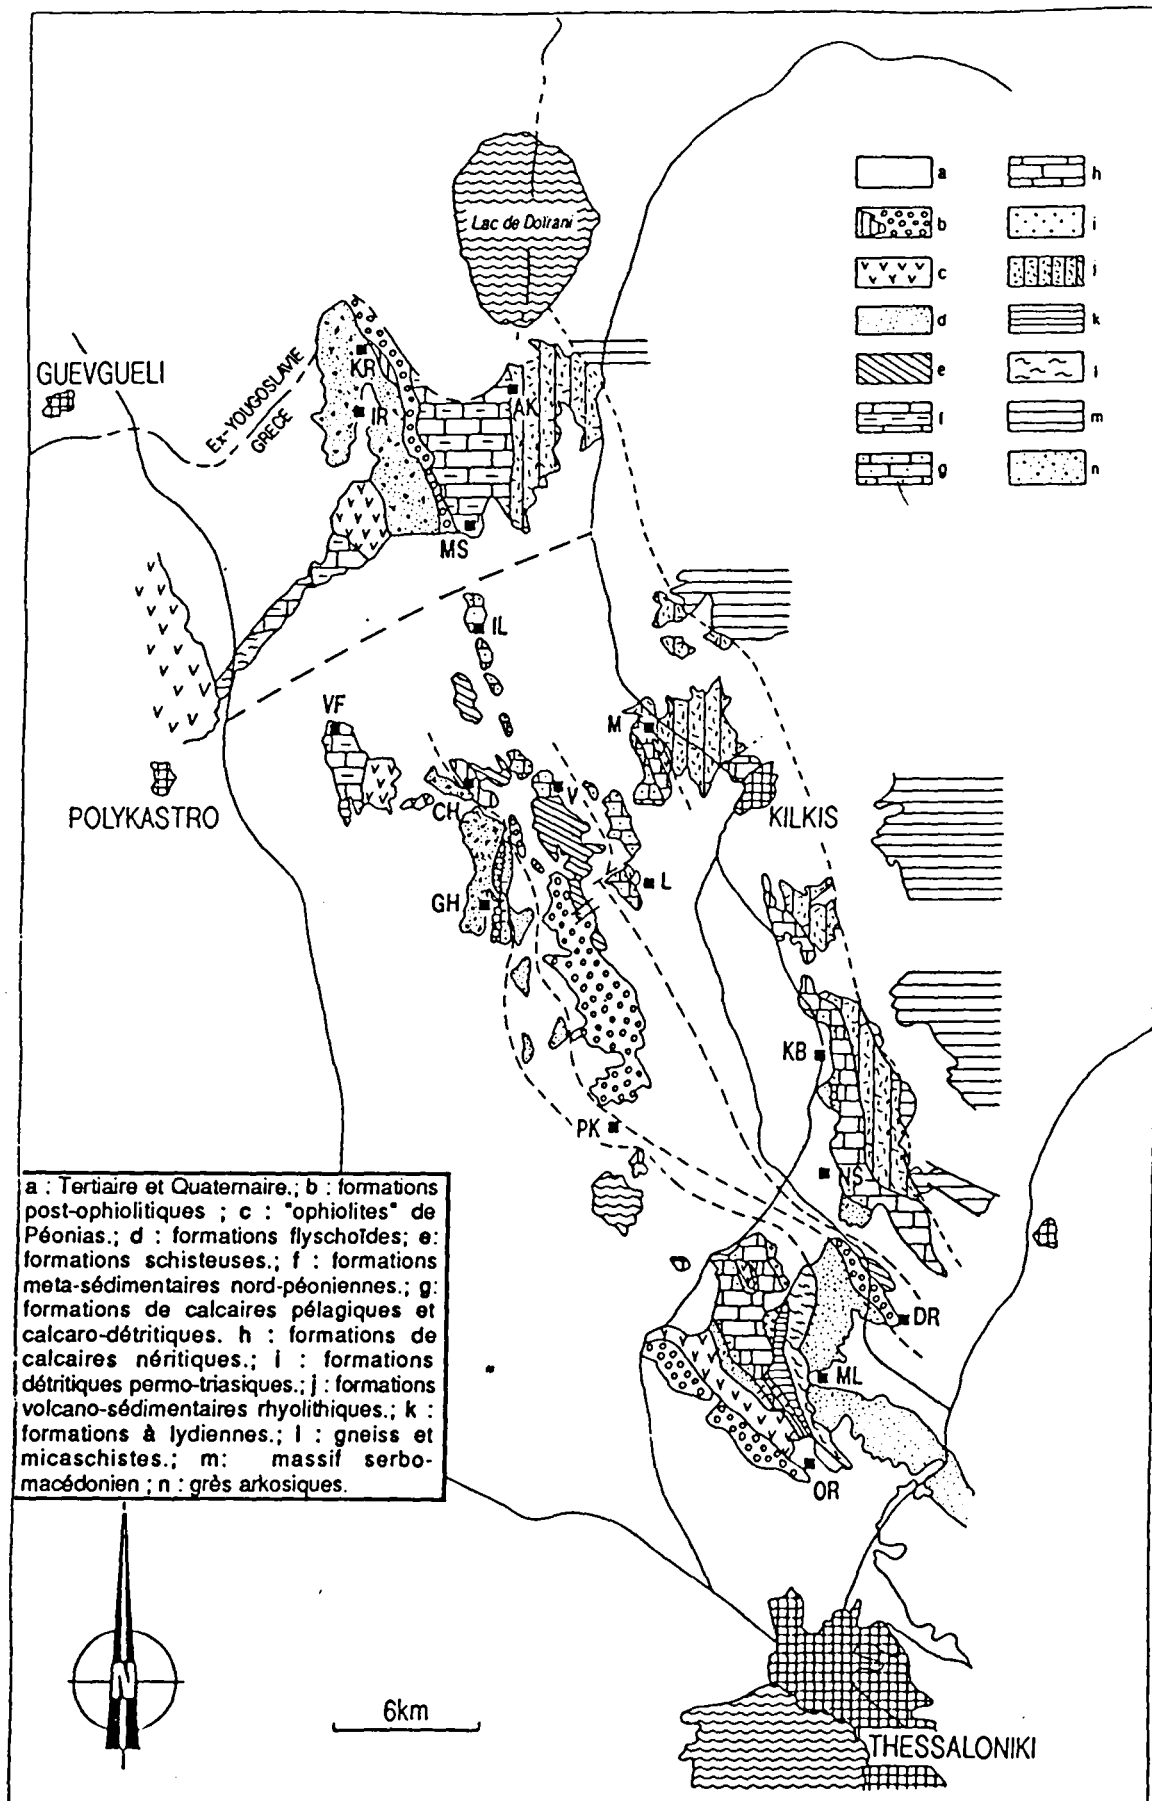 Lac de Doïrani
a
h
b
i
c
j
d
k
e
l
f
m
g
n
GUEVGUELI
Ex- YOUGOSLAVIE
GRECE
KR
IR
AK
MS
IL
VF
M
POLYKASTRO
CH
V
KILKIS
GH
L
KB
PK
NS
DR
ML
OR
a : Tertiaire et Quaternaire.; b : formations
post-ophiolitiques ; c : "ophiolites" de
Péonias.; d : formations flyschoïdes; e:
formations schisteuses.; f : formations
meta-sédimentaires nord-péoniennes.; g:
formations de calcaires pélagiques et
calcaro-détritiques. h : formations de
calcaires néritiques.; i : formations
détritiques permo-triasiques.; j : formations
volcano-sédimentaires rhyolithiques.; k :
formations à lydiennes.; l : gneiss et
micaschistes.; m: massif serbo-
macédonien ; n : grès arkosiques.
N
6km
THESSALONIKI